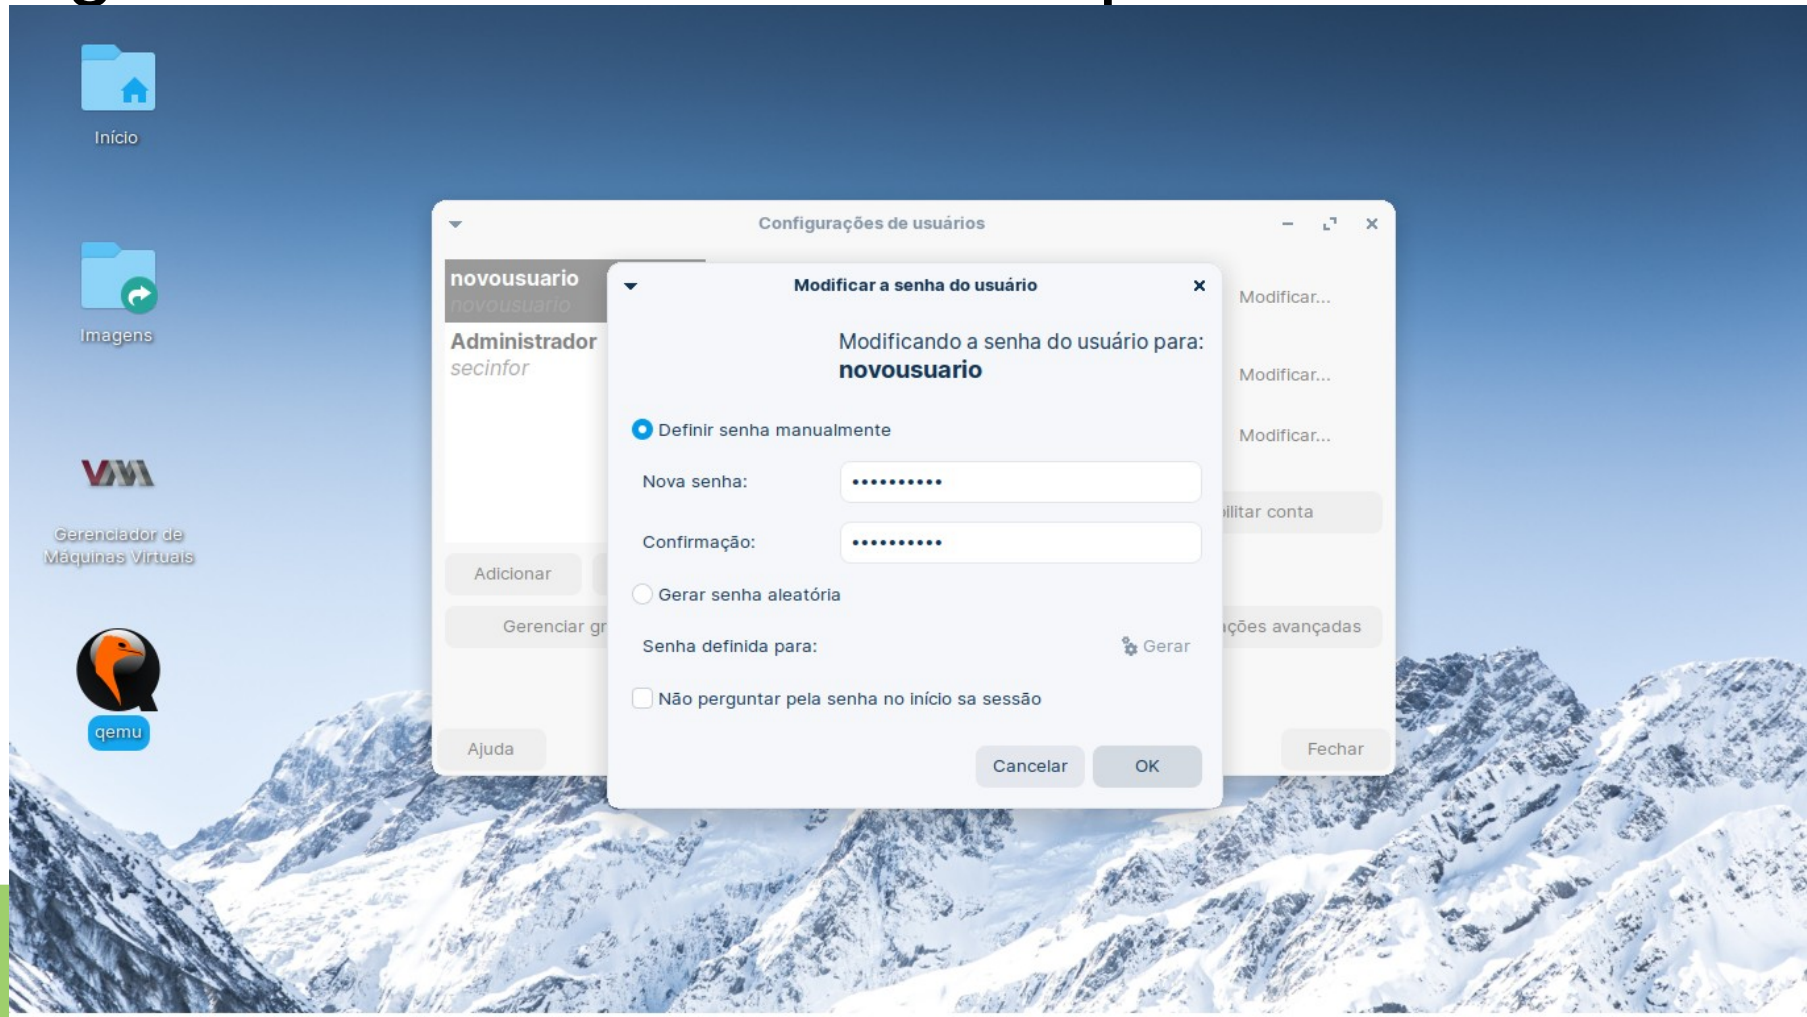 Início
Imagens
Gerenciador de
Máquinas Virtuais
qemu
Configurações de usuários
novousuario
novousuario
Administrador
secinfor
Adicionar
Gerenciar gr
Ajuda
Modificar...
Modificar...
Modificar...
ilitar conta
ções avançadas
Fechar
Modificar a senha do usuário
Modificando a senha do usuário para:
novousuario
Definir senha manualmente
Nova senha: ••••••••••
Confirmação: ••••••••••
Gerar senha aleatória
Senha definida para: Gerar
Não perguntar pela senha no início sa sessão
Cancelar OK